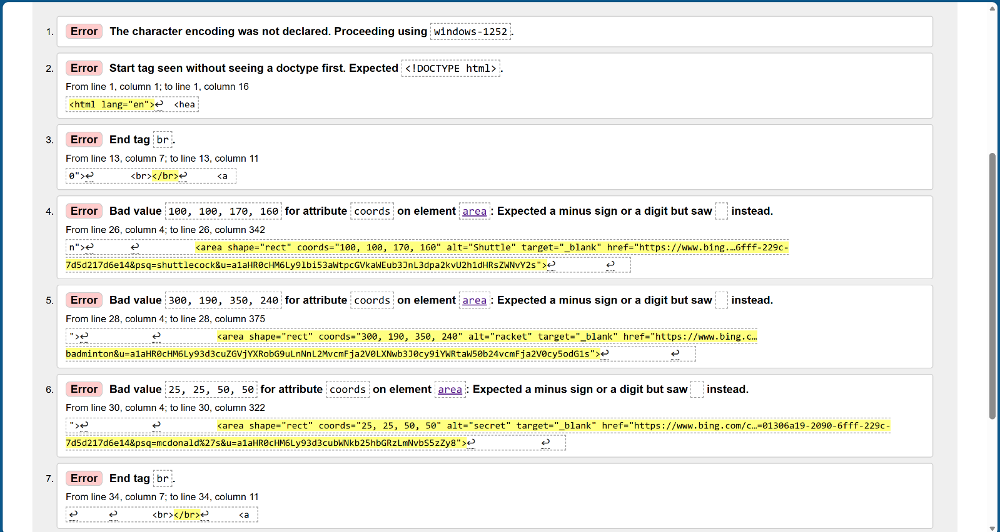 1. Error The character encoding was not declared. Proceeding using windows-1252.
2. Error Start tag seen without seeing a doctype first. Expected <!DOCTYPE html>.
From line 1, column 1; to line 1, column 16
<html lang="en">↩ <hea
3. Error End tag br.
From line 13, column 7; to line 13, column 11
0">↩ <br></br>↩ <a
4. Error Bad value 100, 100, 170, 160 for attribute coords on element area: Expected a minus sign or a digit but saw   instead.
From line 26, column 4; to line 26, column 342
n">↩ ↩ <area shape="rect" coords="100, 100, 170, 160" alt="Shuttle" target="_blank" href="https://www.bing.…6fff-229c-
7d5d217d6e14&psq=shuttlecock&u=a1aHR0cHM6Ly9lbi53aWtpcGVkaWEub3JnL3dpa2kvU2h1dHRsZWNvY2s">↩ ↩
5. Error Bad value 300, 190, 350, 240 for attribute coords on element area: Expected a minus sign or a digit but saw   instead.
From line 28, column 4; to line 28, column 375
">↩ ↩ <area shape="rect" coords="300, 190, 350, 240" alt="racket" target="_blank" href="https://www.bing.c…
badminton&u=a1aHR0cHM6Ly93d3cuZGVjYXRobG9uLnNnL2MvcmFja2V0LXNwb3J0cy9iYWRtaW50b24vcmFja2V0cy5odG1s">↩ ↩
6. Error Bad value 25, 25, 50, 50 for attribute coords on element area: Expected a minus sign or a digit but saw   instead.
From line 30, column 4; to line 30, column 322
">↩ ↩ <area shape="rect" coords="25, 25, 50, 50" alt="secret" target="_blank" href="https://www.bing.com/c…=01306a19-2090-6fff-229c-
7d5d217d6e14&psq=mcdonald%27s&u=a1aHR0cHM6Ly93d3cubWNkb25hbGRzLmNvbS5zZy8">↩ ↩
7. Error End tag br.
From line 34, column 7; to line 34, column 11
↩ ↩ <br></br>↩ <a